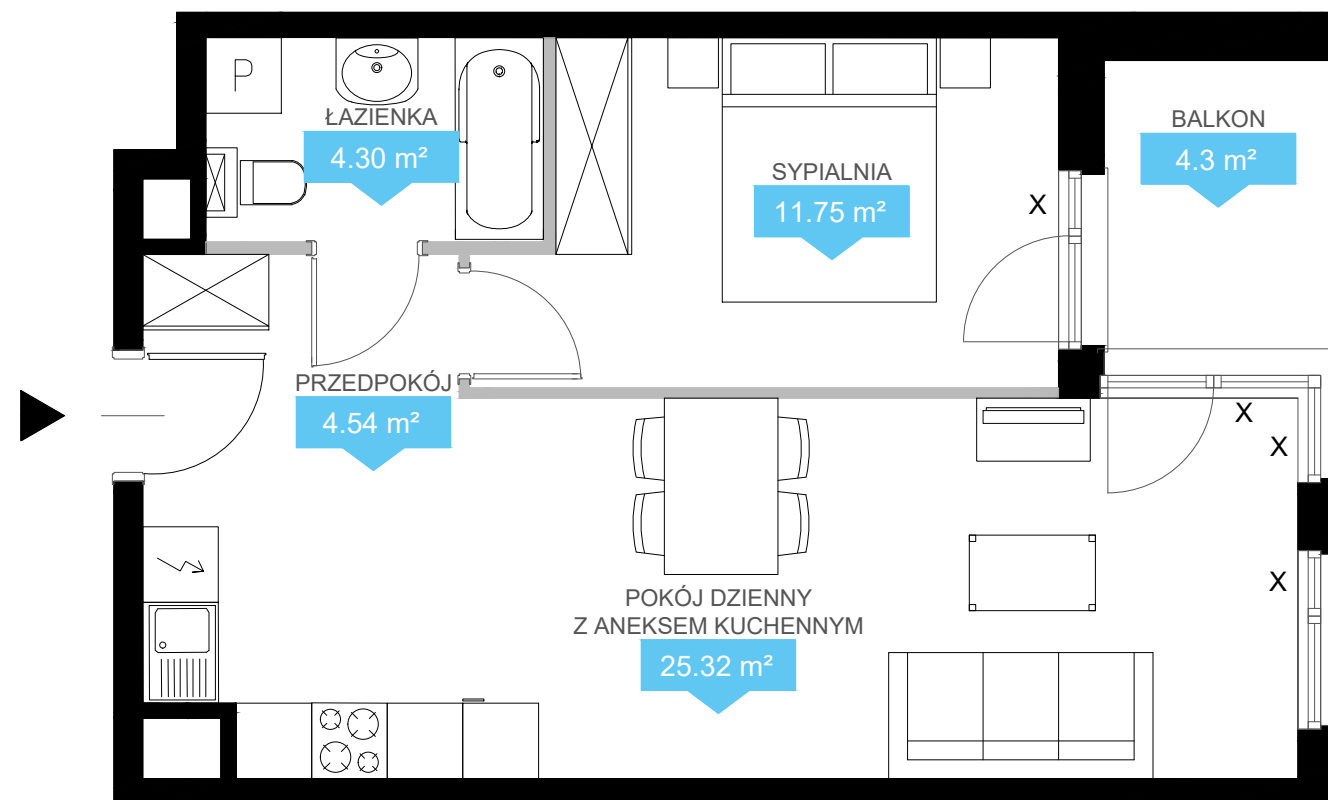 P
ŁAZIENKA
4.30 m²
BALKON
4.3 m²
SYPIALNIA
11.75 m²
X
PRZEDPOKÓJ
4.54 m²
X
X
X
POKÓJ DZIENNY
Z ANEKSEM KUCHENNYM
25.32 m²